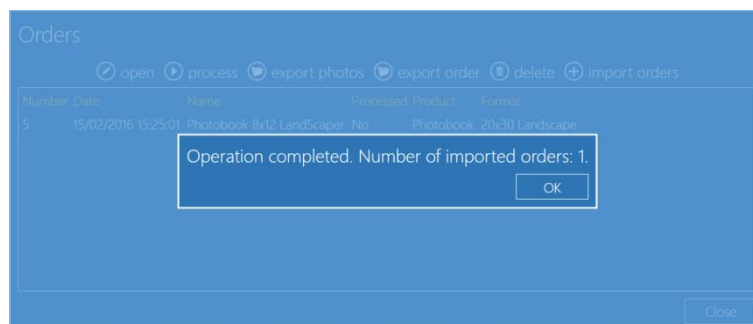 Orders
open process export photos export order delete import orders
Number Date Name Processed Product Format
5 15/02/2016 15:25:01 Photobook 8x12 LandScaper No Photobook 20x30 Landscape
Operation completed. Number of imported orders: 1.
OK
Close